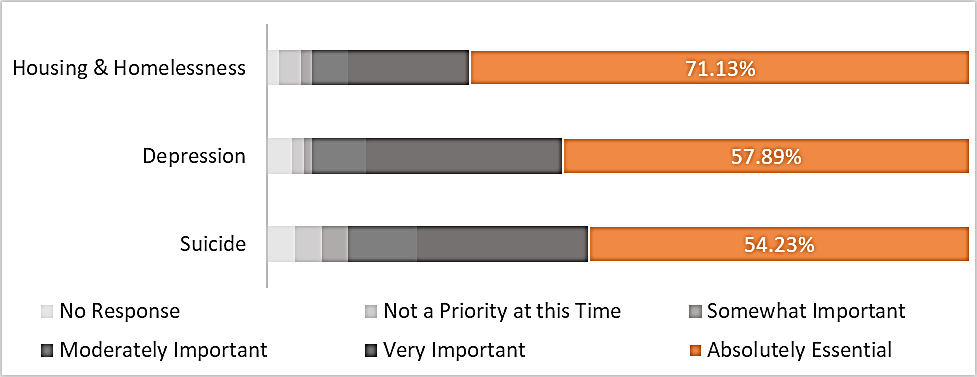 Housing & Homelessness
71.13%
Depression
57.89%
Suicide
54.23%
No Response
Not a Priority at this Time
Somewhat Important
Moderately Important
Very Important
Absolutely Essential